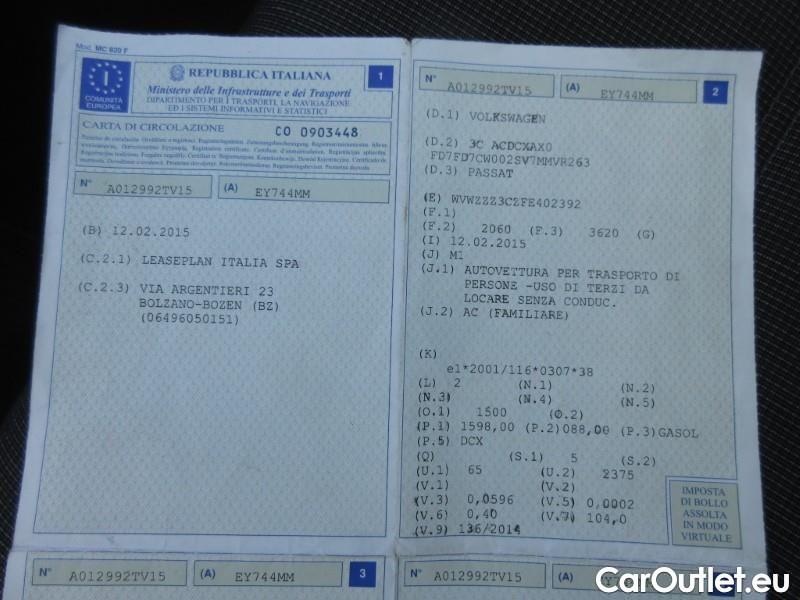 Mod. MC 820 F
I
COMUNITÀ
EUROPEA
REPUBBLICA ITALIANA
1
Ministero delle Infrastrutture e dei Trasporti
DIPARTIMENTO PER I TRASPORTI, LA NAVIGAZIONE
ED I SISTEMI INFORMATIVI E STATISTICI
CARTA DI CIRCOLAZIONE CO 0903448
N° A012992TV15 (A) EY744MM
(B) 12.02.2015
(C.2.1) LEASEPLAN ITALIA SPA
(C.2.3) VIA ARGENTIERI 23
BOLZANO-BOZEN (BZ)
(06496050151)
N° A012992TV15 (A) EY744MM 2
(D.1) VOLKSWAGEN
(D.2) 3C ACDCXAX0
FD7FD7CW002SV7MMVR263
(D.3) PASSAT
(E) WVWZZZ3CZFE402392
(F.1)
(F.2) 2060 (F.3) 3620 (G)
(I) 12.02.2015
(J) M1
(J.1) AUTOVETTURA PER TRASPORTO DI
PERSONE -USO DI TERZI DA
LOCARE SENZA CONDUC.
(J.2) AC (FAMILIARE)
(K)
e1*2001/116*0307*38
(L) 2 (N.1) (N.2)
(N.3) (N.4) (N.5)
(O.1) 1500 (O.2)
(P.1) 1598,00 (P.2)088,00 (P.3)GASOL
(P.5) DCX
(Q) (S.1) 5 (S.2)
(U.1) 65 (U.2) 2375
(V.1) (V.2)
(V.3) 0,0596 (V.5) 0,0002
(V.6) 0,40 (V.7) 104,0
(V.9) 136/2014
IMPOSTA
DI BOLLO
ASSOLTA
IN MODO
VIRTUALE
N° A012992TV15 (A) EY744MM 3
N° A012992TV15 (A) EY744MM
CarOutlet.eu